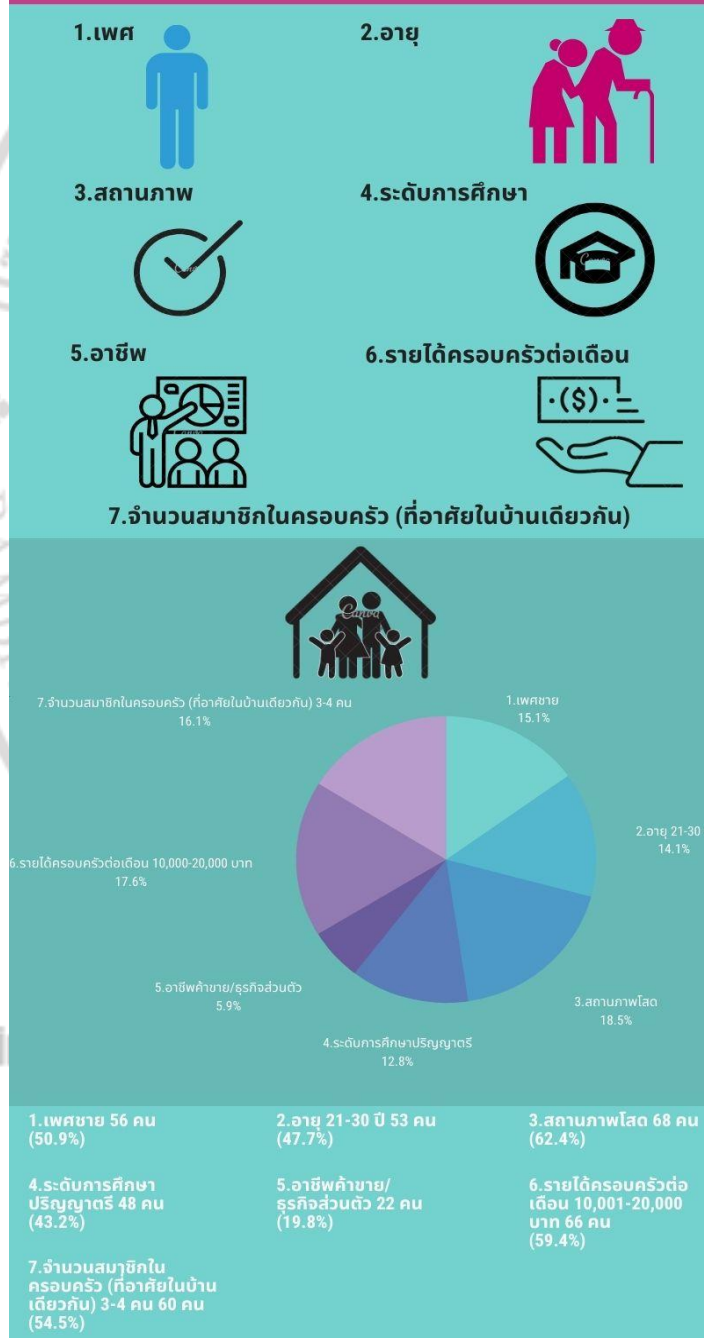 1.เพศ
2.อายุ
3.สถานภาพ
4.ระดับการศึกษา
5.อาชีพ
6.รายได้ครอบครัวต่อเดือน
7.จำนวนสมาชิกในครอบครัว (ที่อาศัยในบ้านเดียวกัน)
Canva
7.จำนวนสมาชิกในครอบครัว (ที่อาศัยในบ้านเดียวกัน) 3-4 คน
16.1%
1.เพศชาย
15.1%
2.อายุ 21-30
14.1%
6.รายได้ครอบครัวต่อเดือน 10,000-20,000 บาท
17.6%
5.อาชีพค้าขาย/ธุรกิจส่วนตัว
5.9%
3.สถานภาพโสด
18.5%
4.ระดับการศึกษาปริญญาตรี
12.8%
1.เพศชาย 56 คน
(50.9%)
2.อายุ 21-30 ปี 53 คน
(47.7%)
3.สถานภาพโสด 68 คน
(62.4%)
4.ระดับการศึกษา
ปริญญาตรี 48 คน
(43.2%)
5.อาชีพค้าขาย/
ธุรกิจส่วนตัว 22 คน
(19.8%)
6.รายได้ครอบครัวต่อ
เดือน 10,001-20,000
บาท 66 คน
(59.4%)
7.จำนวนสมาชิกใน
ครอบครัว (ที่อาศัยในบ้าน
เดียวกัน) 3-4 คน 60 คน
(54.5%)